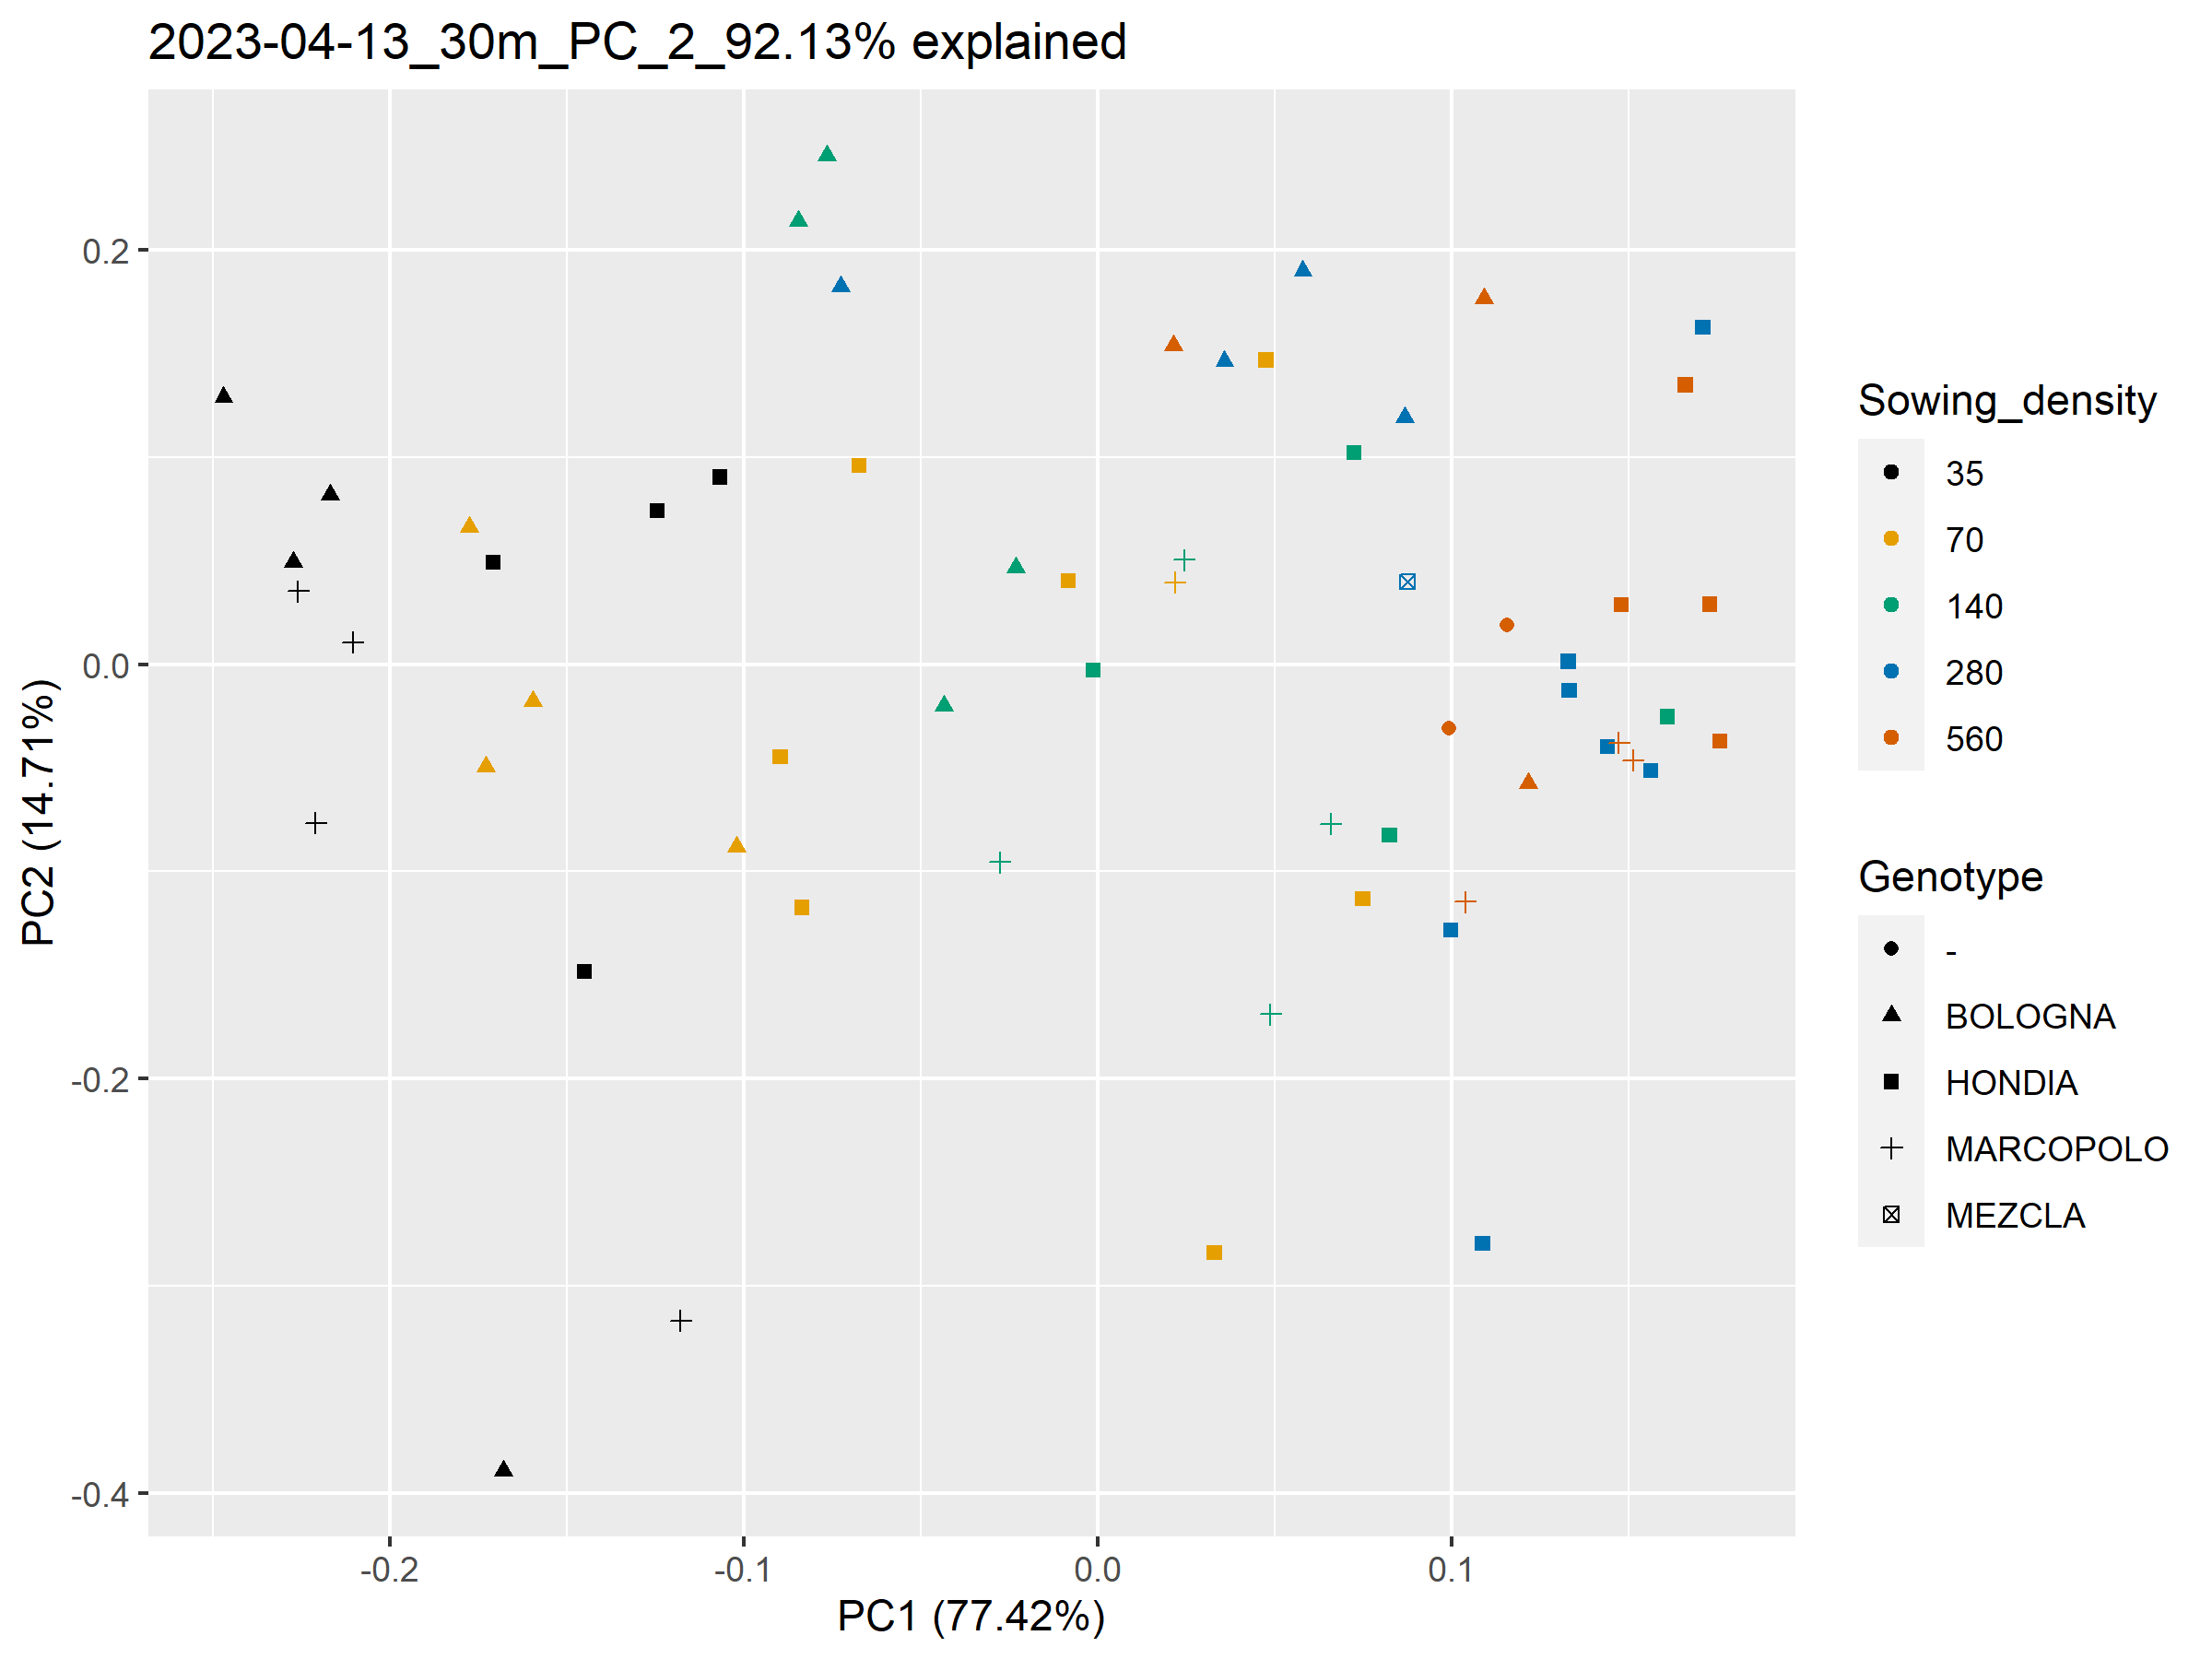 2023-04-13_30m_PC_2_92.13% explained
0.2
0.0
-0.2
-0.4
PC2 (14.71%)
-0.2
-0.1
0.0
0.1
PC1 (77.42%)
Sowing_density
35
70
140
280
560
Genotype
-
BOLOGNA
HONDIA
MARCOPOLO
MEZCLA